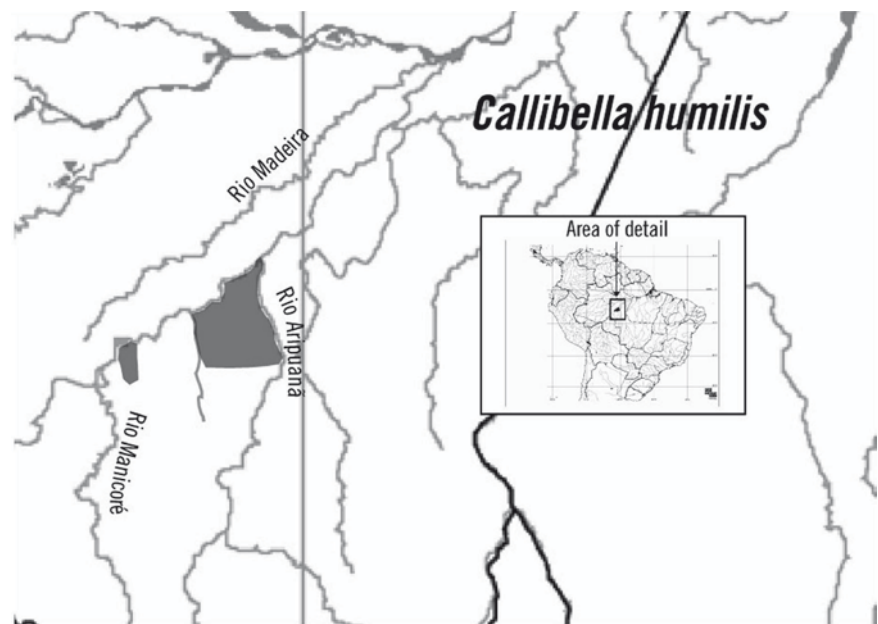 Callibella humilis
Rio Madeira
Area of detail
Rio Aripuanã
Rio Manicoré